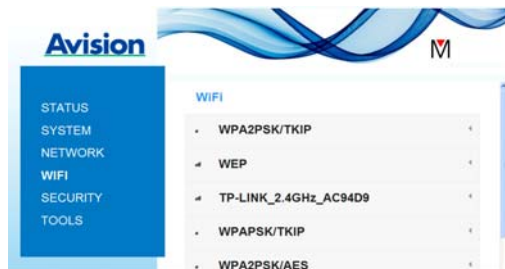 Avision
M
STATUS
SYSTEM
NETWORK
WIFI
SECURITY
TOOLS
WiFi
WPA2PSK/TKIP
WEP
TP-LINK_2.4GHz_AC94D9
WPAPSK/TKIP
WPA2PSK/AES